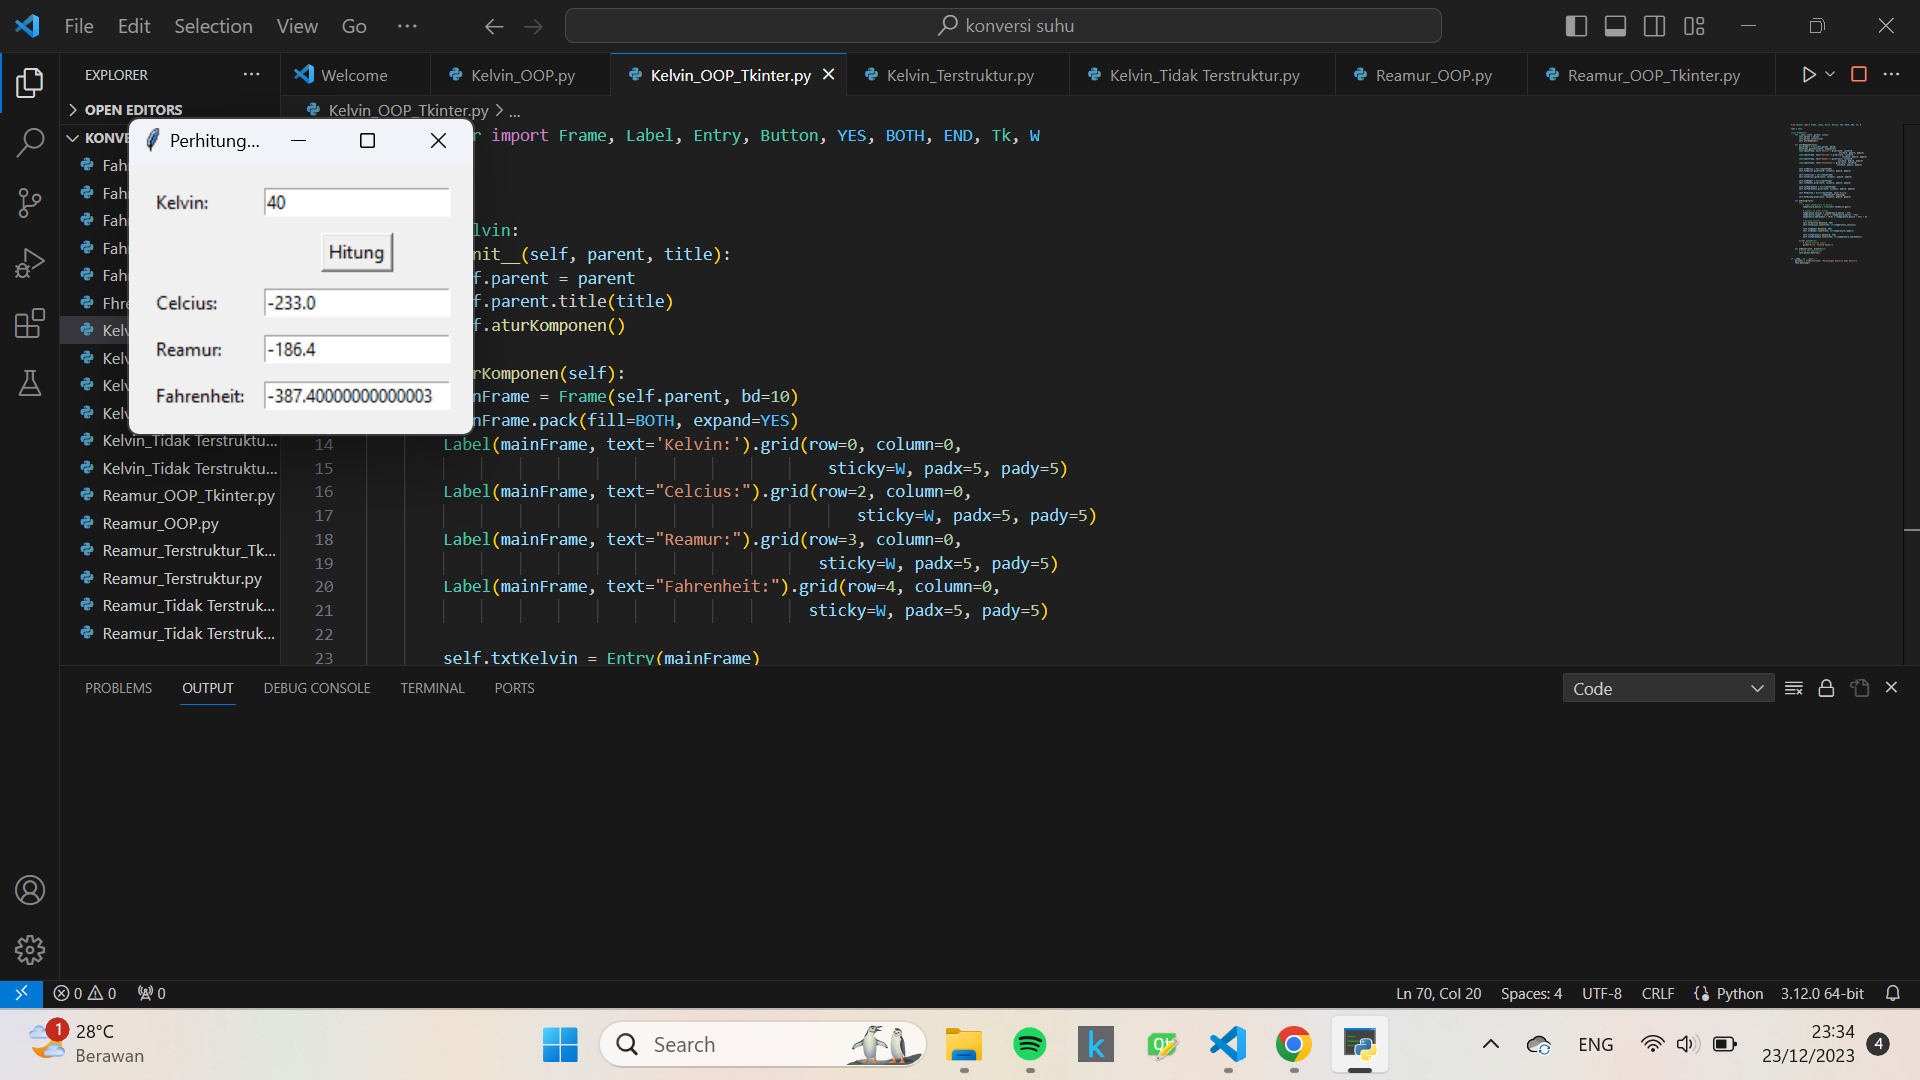 File Edit Selection View Go ··· konversi suhu
EXPLORER ···
OPEN EDITORS
KONVE
Fah
Fah
Fah
Fah
Fah
Fhre
Kelv
Kelv
Kelv
Kelv
Kelvin_Tidak Terstruktu...
Kelvin_Tidak Terstruktu...
Reamur_OOP_Tkinter.py
Reamur_OOP.py
Reamur_Terstruktur_Tk...
Reamur_Terstruktur.py
Reamur_Tidak Terstruk...
Reamur_Tidak Terstruk...
Welcome Kelvin_OOP.py Kelvin_OOP_Tkinter.py Kelvin_Terstruktur.py Kelvin_Tidak Terstruktur.py Reamur_OOP.py Reamur_OOP_Tkinter.py ···
Kelvin_OOP_Tkinter.py > ...
Perhitung...
Kelvin: 40
Hitung
Celcius: -233.0
Reamur: -186.4
Fahrenheit: -387.40000000000003
r import Frame, Label, Entry, Button, YES, BOTH, END, Tk, W
lvin:
nit__(self, parent, title):
f.parent = parent
f.parent.title(title)
f.aturKomponen()
rKomponen(self):
nFrame = Frame(self.parent, bd=10)
nFrame.pack(fill=BOTH, expand=YES)
14 Label(mainFrame, text='Kelvin:').grid(row=0, column=0,
15 sticky=W, padx=5, pady=5)
16 Label(mainFrame, text="Celcius:").grid(row=2, column=0,
17 sticky=W, padx=5, pady=5)
18 Label(mainFrame, text="Reamur:").grid(row=3, column=0,
19 sticky=W, padx=5, pady=5)
20 Label(mainFrame, text="Fahrenheit:").grid(row=4, column=0,
21 sticky=W, padx=5, pady=5)
22
23 self.txtKelvin = Entry(mainFrame)
PROBLEMS OUTPUT DEBUG CONSOLE TERMINAL PORTS Code
0 0 0 Ln 70, Col 20 Spaces: 4 UTF-8 CRLF Python 3.12.0 64-bit
1 28°C
Berawan
Search
k
Qt
ENG
23:34
23/12/2023
4